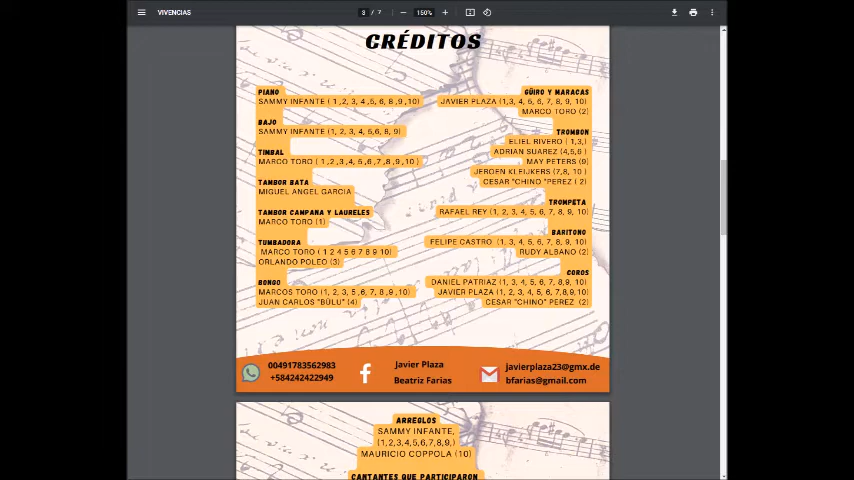 VIVENCIAS
3 / 7
150%
CRÉDITOS
PIANO
SAMMY INFANTE ( 1 ,2, 3, 4 ,5, 6, 8 ,9 ,10)
BAJO
SAMMY INFANTE (1, 2, 3, 4, 5,6, 8, 9)
TIMBAL
MARCO TORO ( 1 ,2 ,3 ,4, 5 ,6 ,7 ,8 ,9 ,10 )
TAMBOR BATA
MIGUEL ANGEL GARCIA
TAMBOR CAMPANA Y LAURELES
MARCO TORO (1)
TUMBADORA
MARCO TORO ( 1 2 4 5 6 7 8 9 10)
ORLANDO POLEO (3)
BONGO
MARCOS TORO (1, 2, 3, 5 ,6, 7, 8 ,9 ,10)
JUAN CARLOS "BÚLU" (4)
GÜIRO Y MARACAS
JAVIER PLAZA (1,3, 4, 5, 6, 7, 8, 9, 10)
MARCO TORO (2)
TROMBON
ELIEL RIVERO ( 1,3,)
ADRIAN SUAREZ (4,5,6 )
MAY PETERS (9)
JEROEN KLEIJKERS (7,8, 10 )
CESAR "CHINO "PEREZ ( 2)
TROMPETA
RAFAEL REY (1, 2, 3, 4, 5, 6, 7, 8, 9, 10)
BARITONO
FELIPE CASTRO (1, 3, 4, 5, 6, 7, 8, 9, 10)
RUDY ALBANO (2)
COROS
DANIEL PATRIAZ (1, 3, 4, 5, 6, 7, 8,9, 10)
JAVIER PLAZA (1, 2, 3, 4, 5, 6, 7,8,9,10)
CESAR "CHINO" PEREZ (2)
00491783562983
+584242422949
Javier Plaza
Beatriz Farias
javierplaza23@gmx.de
bfarias@gmail.com
ARREGLOS
SAMMY INFANTE,
(1,2,3,4,5,6,7,8,9,)
MAURICIO COPPOLA (10)
CANTANTES QUE PARTICIPARON